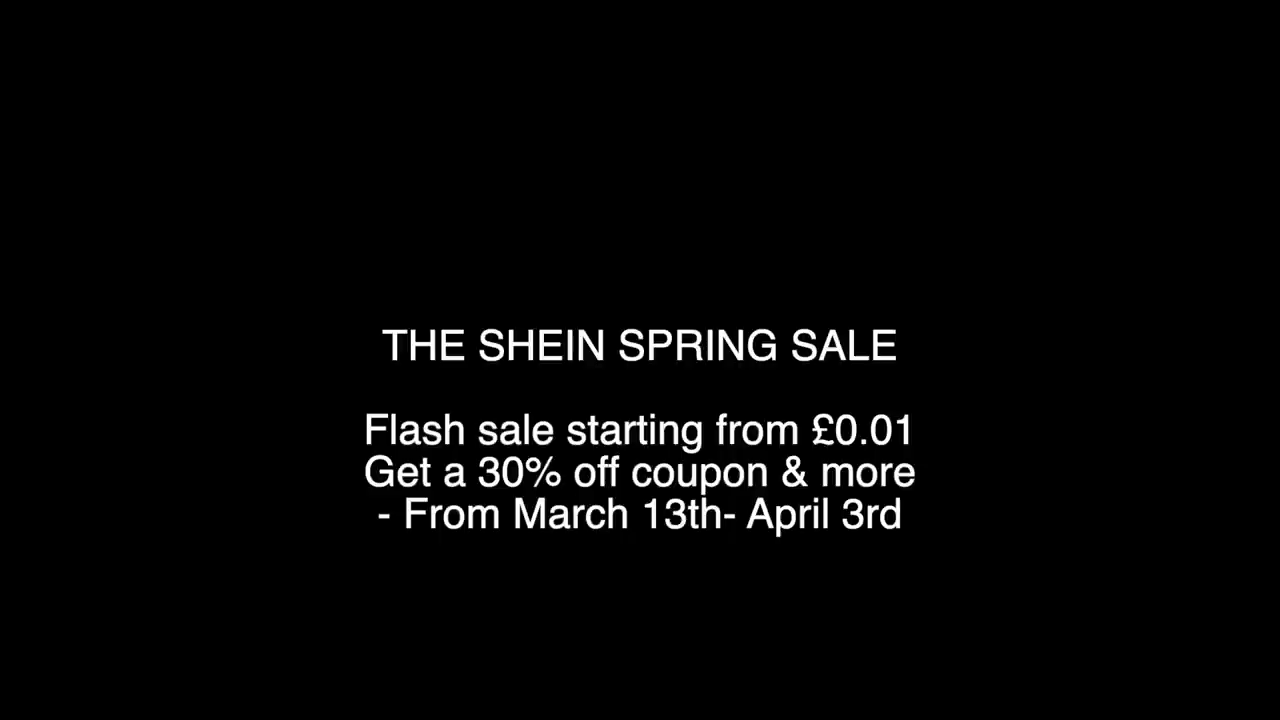 THE SHEIN SPRING SALE
Flash sale starting from £0.01
Get a 30% off coupon & more
- From March 13th- April 3rd